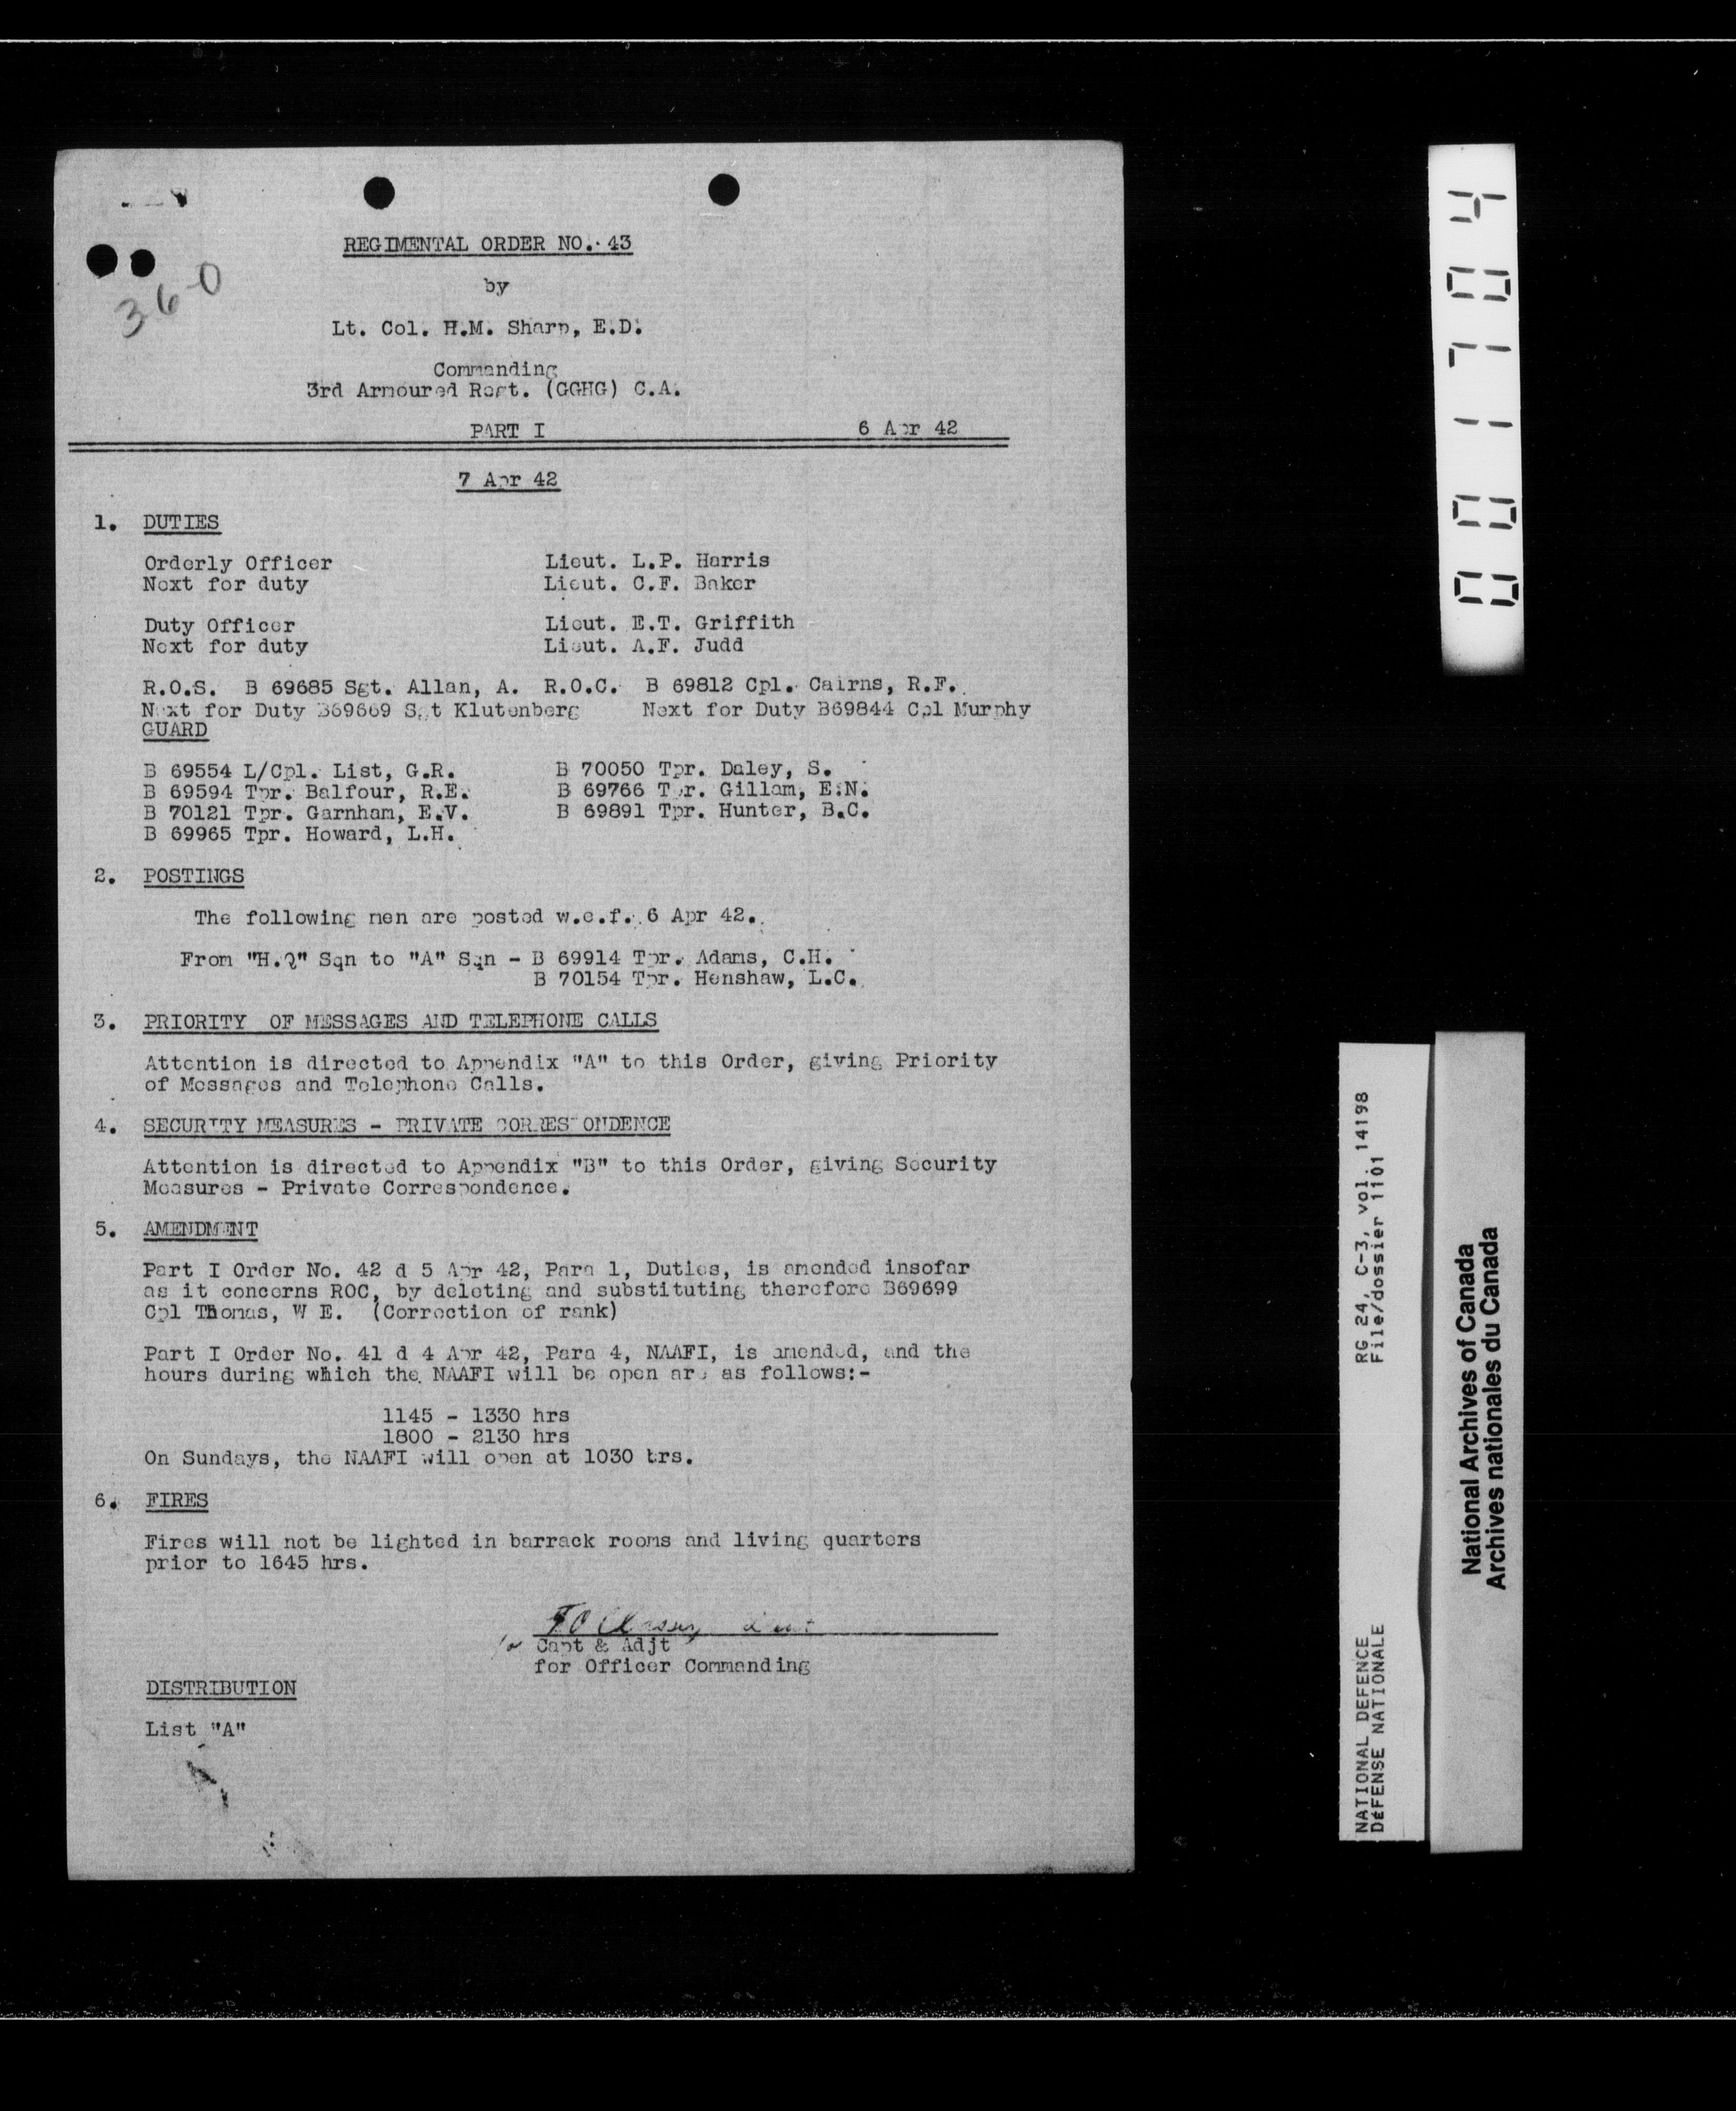 360
REGIMENTAL ORDER NO. 43
by
Lt. Col. H.M. Sharp, E.D.
Commanding
3rd Armoured Regt. (GGHG) C.A.
PART I 6 Apr 42
7 Apr 42
1. DUTIES
Orderly Officer Lieut. L.P. Harris
Next for duty Lieut. C.F. Baker
Duty Officer Lieut. E.T. Griffith
Next for duty Lieut. A.F. Judd
R.O.S. B 69685 Sgt. Allan, A. R.O.C. B 69812 Cpl. Cairns, R.F.
Next for Duty B69669 Sgt Klutenberg Next for Duty B69844 Cpl Murphy
GUARD
B 69554 L/Cpl. List, G.R. B 70050 Tpr. Daley, S.
B 69594 Tpr. Balfour, R.E. B 69766 Tpr. Gillam, E.N.
B 70121 Tpr. Garnham, E.V. B 69891 Tpr. Hunter, B.C.
B 69965 Tpr. Howard, L.H.
2. POSTINGS
The following men are posted w.e.f. 6 Apr 42.
From "H.Q" Sqn to "A" Sqn - B 69914 Tpr. Adams, C.H.
B 70154 Tpr. Henshaw, L.C.
3. PRIORITY OF MESSAGES AND TELEPHONE CALLS
Attention is directed to Appendix "A" to this Order, giving Priority
of Messages and Telephone Calls.
4. SECURITY MEASURES - PRIVATE CORRESPONDENCE
Attention is directed to Appendix "B" to this Order, giving Security
Measures - Private Correspondence.
5. AMENDMENT
Part I Order No. 42 d 5 Apr 42, Para 1, Duties, is amended insofar
as it concerns ROC, by deleting and substituting therefore B69699
Cpl Thomas, W E. (Correction of rank)
Part I Order No. 41 d 4 Apr 42, Para 4, NAAFI, is amended, and the
hours during which the NAAFI will be open are as follows:-
1145 - 1330 hrs
1800 - 2130 hrs
On Sundays, the NAAFI will open at 1030 hrs.
6. FIRES
Fires will not be lighted in barrack rooms and living quarters
prior to 1645 hrs.
Capt & Adjt
for Officer Commanding
DISTRIBUTION
List "A"
0017104
NATIONAL DEFENCE RG 24, C-3, vol. 14198
DÉFENSE NATIONALE File/dossier 1101
National Archives of Canada
Archives nationales du Canada